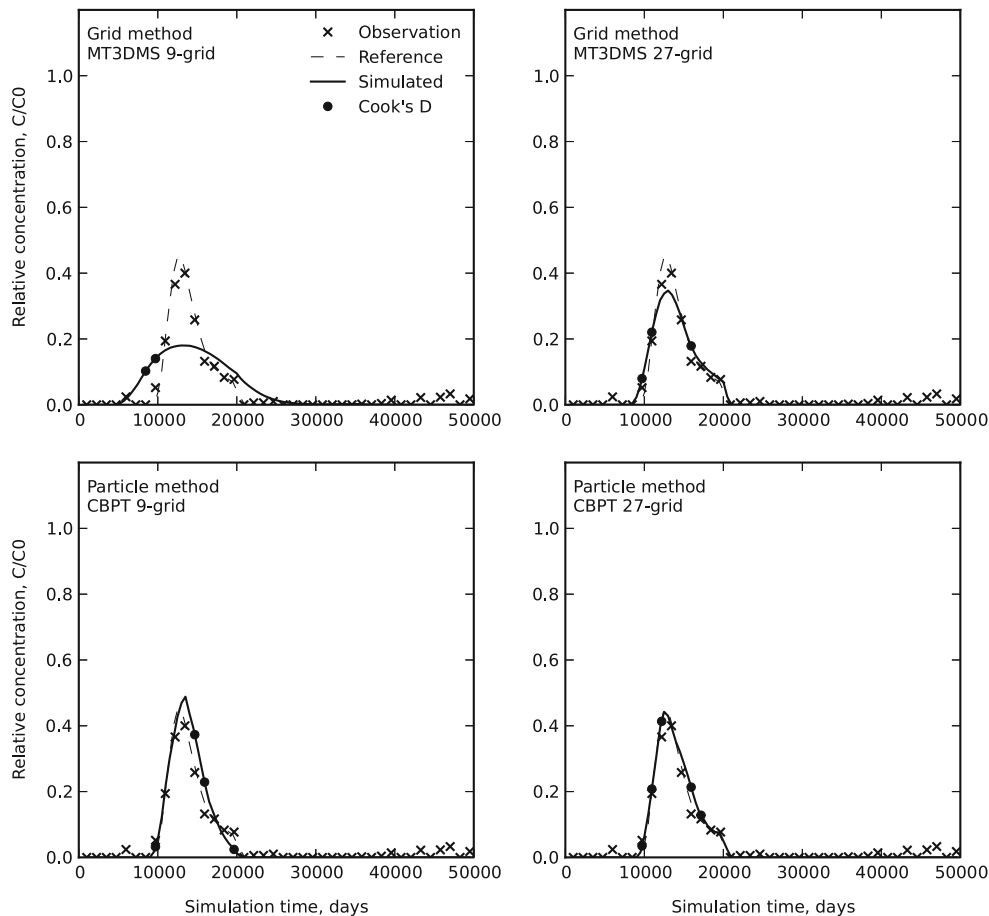 Grid method
MT3DMS 9-grid
Observation
Reference
Simulated
Cook's D
Relative concentration, C/C0
1.0
0.8
0.6
0.4
0.2
0.0
0 10000 20000 30000 40000 50000
Grid method
MT3DMS 27-grid
1.0
0.8
0.6
0.4
0.2
0.0
0 10000 20000 30000 40000 50000
Particle method
CBPT 9-grid
Relative concentration, C/C0
1.0
0.8
0.6
0.4
0.2
0.0
0 10000 20000 30000 40000 50000
Simulation time, days
Particle method
CBPT 27-grid
1.0
0.8
0.6
0.4
0.2
0.0
0 10000 20000 30000 40000 50000
Simulation time, days